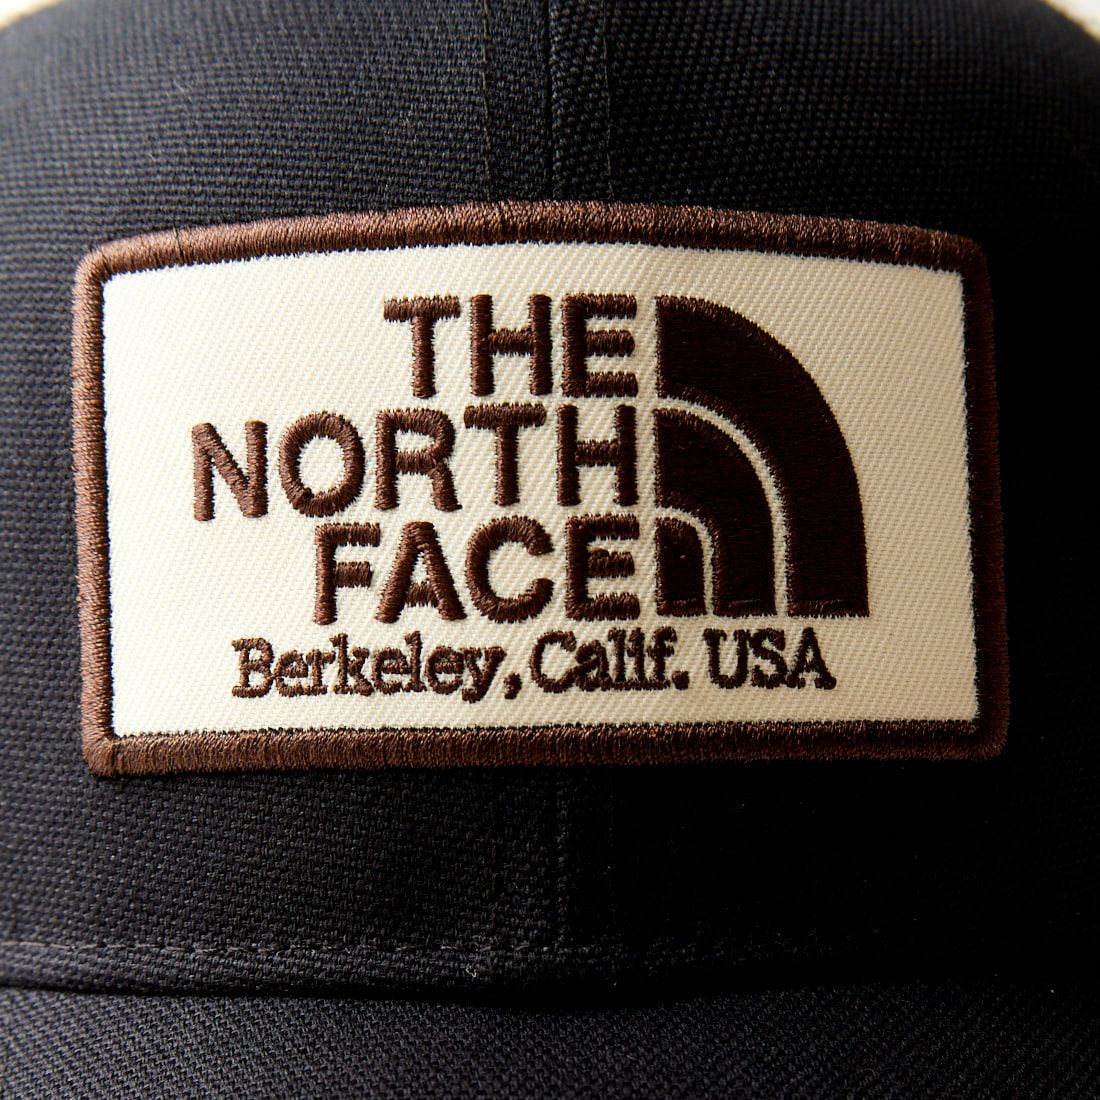 THE
NORTH
FACE
Berkeley, Calif. USA